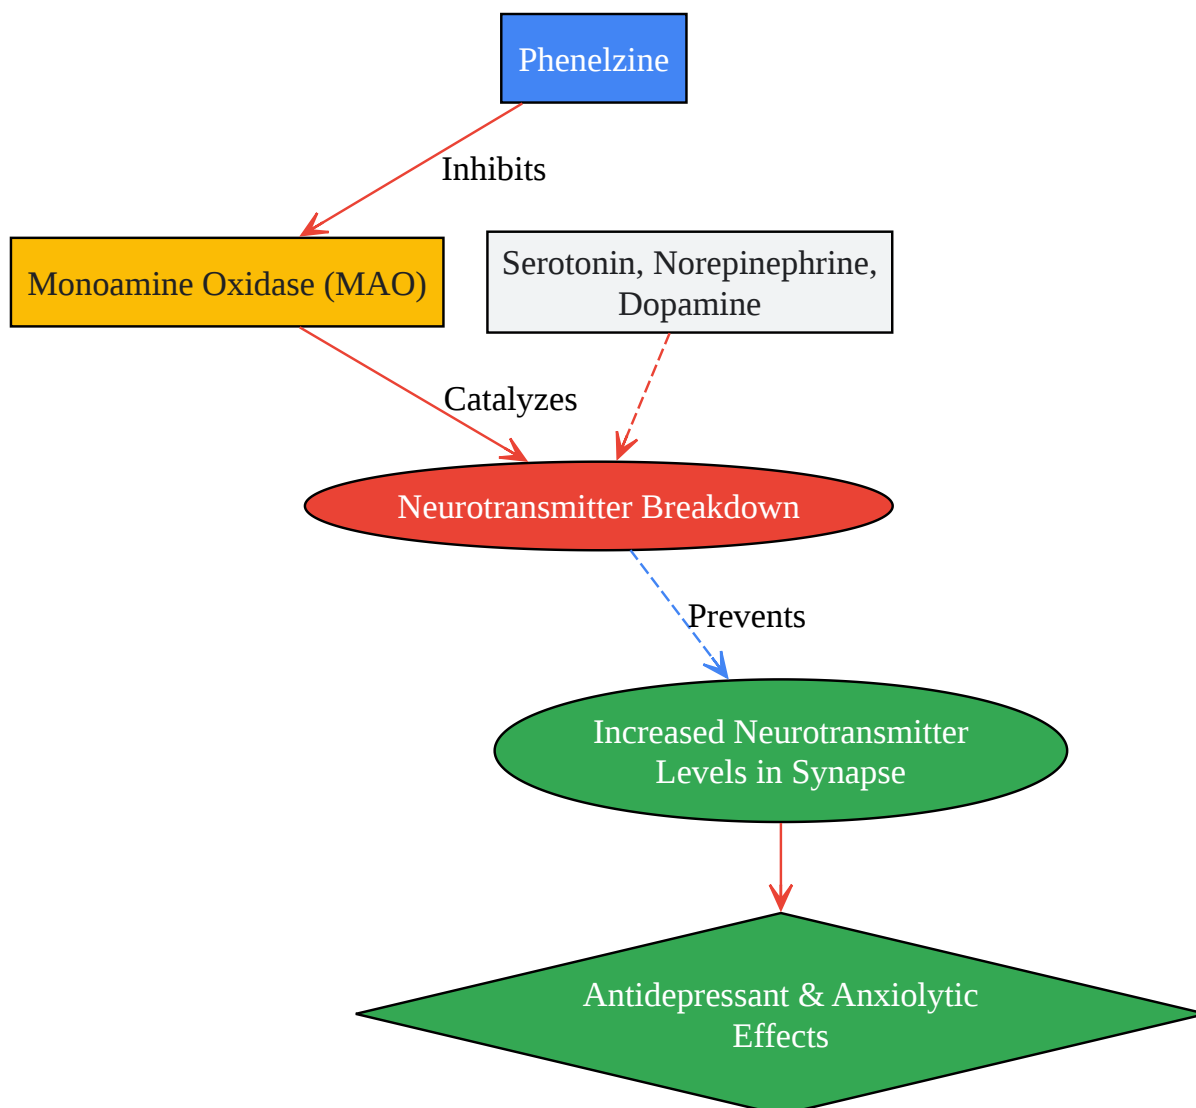 Phenelzine
Inhibits
Monoamine Oxidase (MAO)
Serotonin, Norepinephrine,
Dopamine
Catalyzes
Neurotransmitter Breakdown
Prevents
Increased Neurotransmitter
Levels in Synapse
Antidepressant & Anxiolytic
Effects